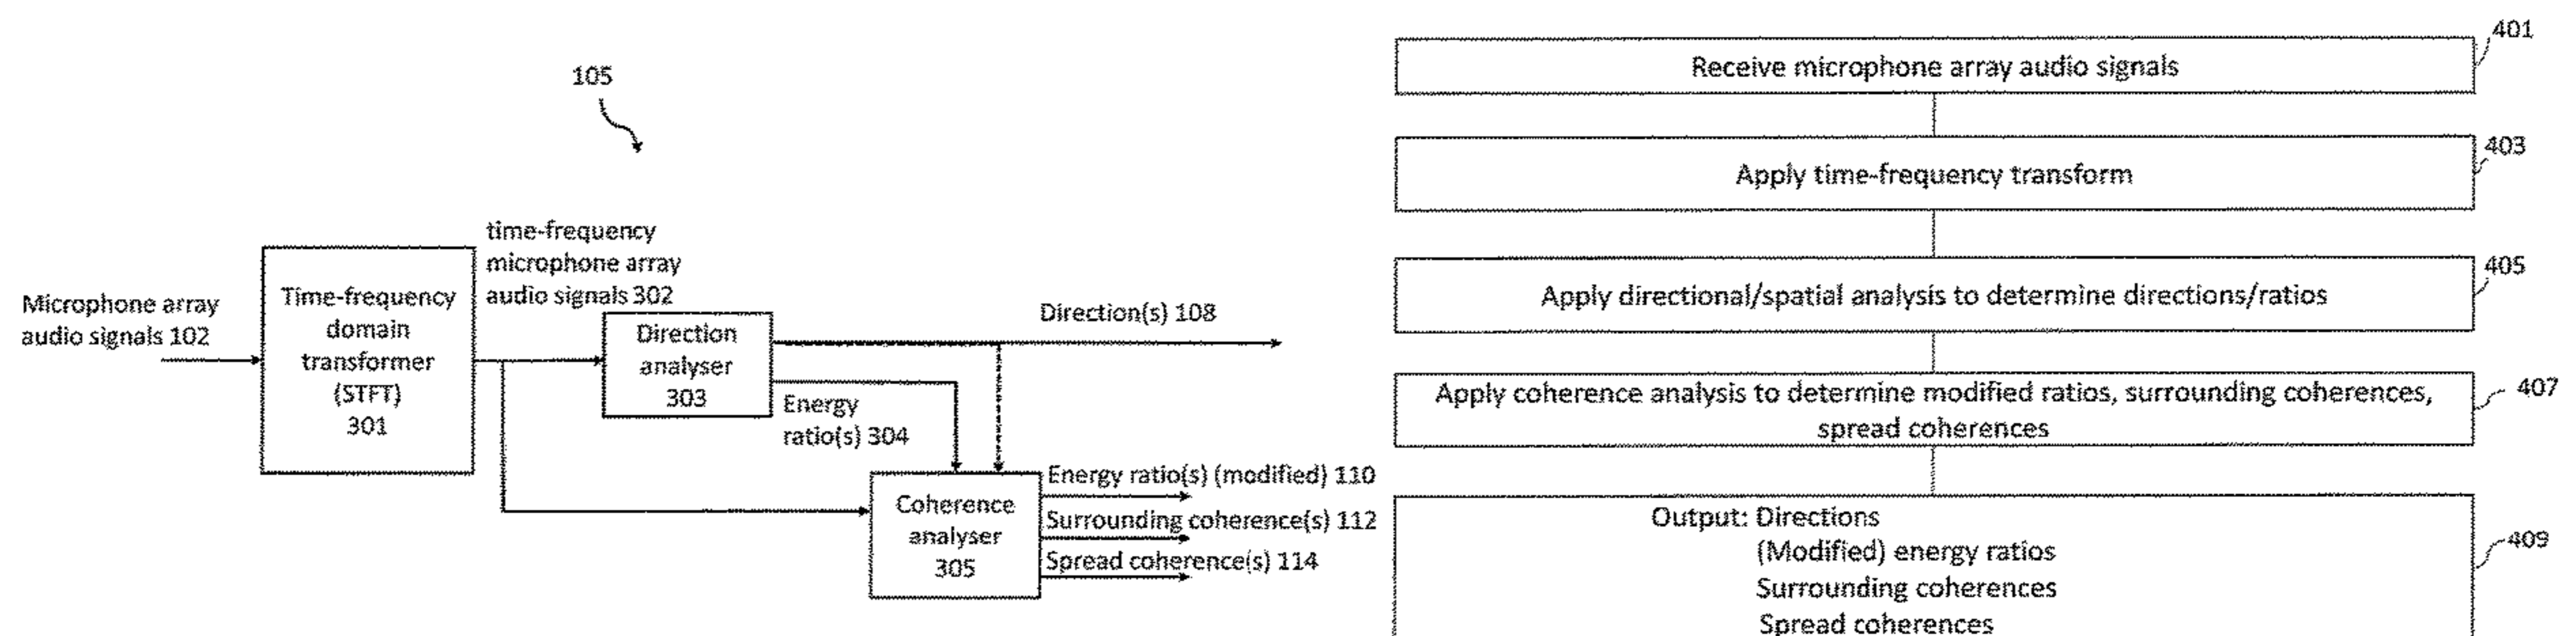 105
Microphone array
audio signals 102
Time-frequency
domain
transformer
(STFT)
301
time-frequency
microphone array
audio signals 302
Direction
analyser
303
Direction(s) 108
Energy
ratio(s) 304
Coherence
analyser
305
Energy ratio(s) (modified) 110
Surrounding coherence(s) 112
Spread coherence(s) 114
401
Receive microphone array audio signals
403
Apply time-frequency transform
405
Apply directional/spatial analysis to determine directions/ratios
407
Apply coherence analysis to determine modified ratios, surrounding coherences,
spread coherences
409
Output: Directions
(Modified) energy ratios
Surrounding coherences
Spread coherences